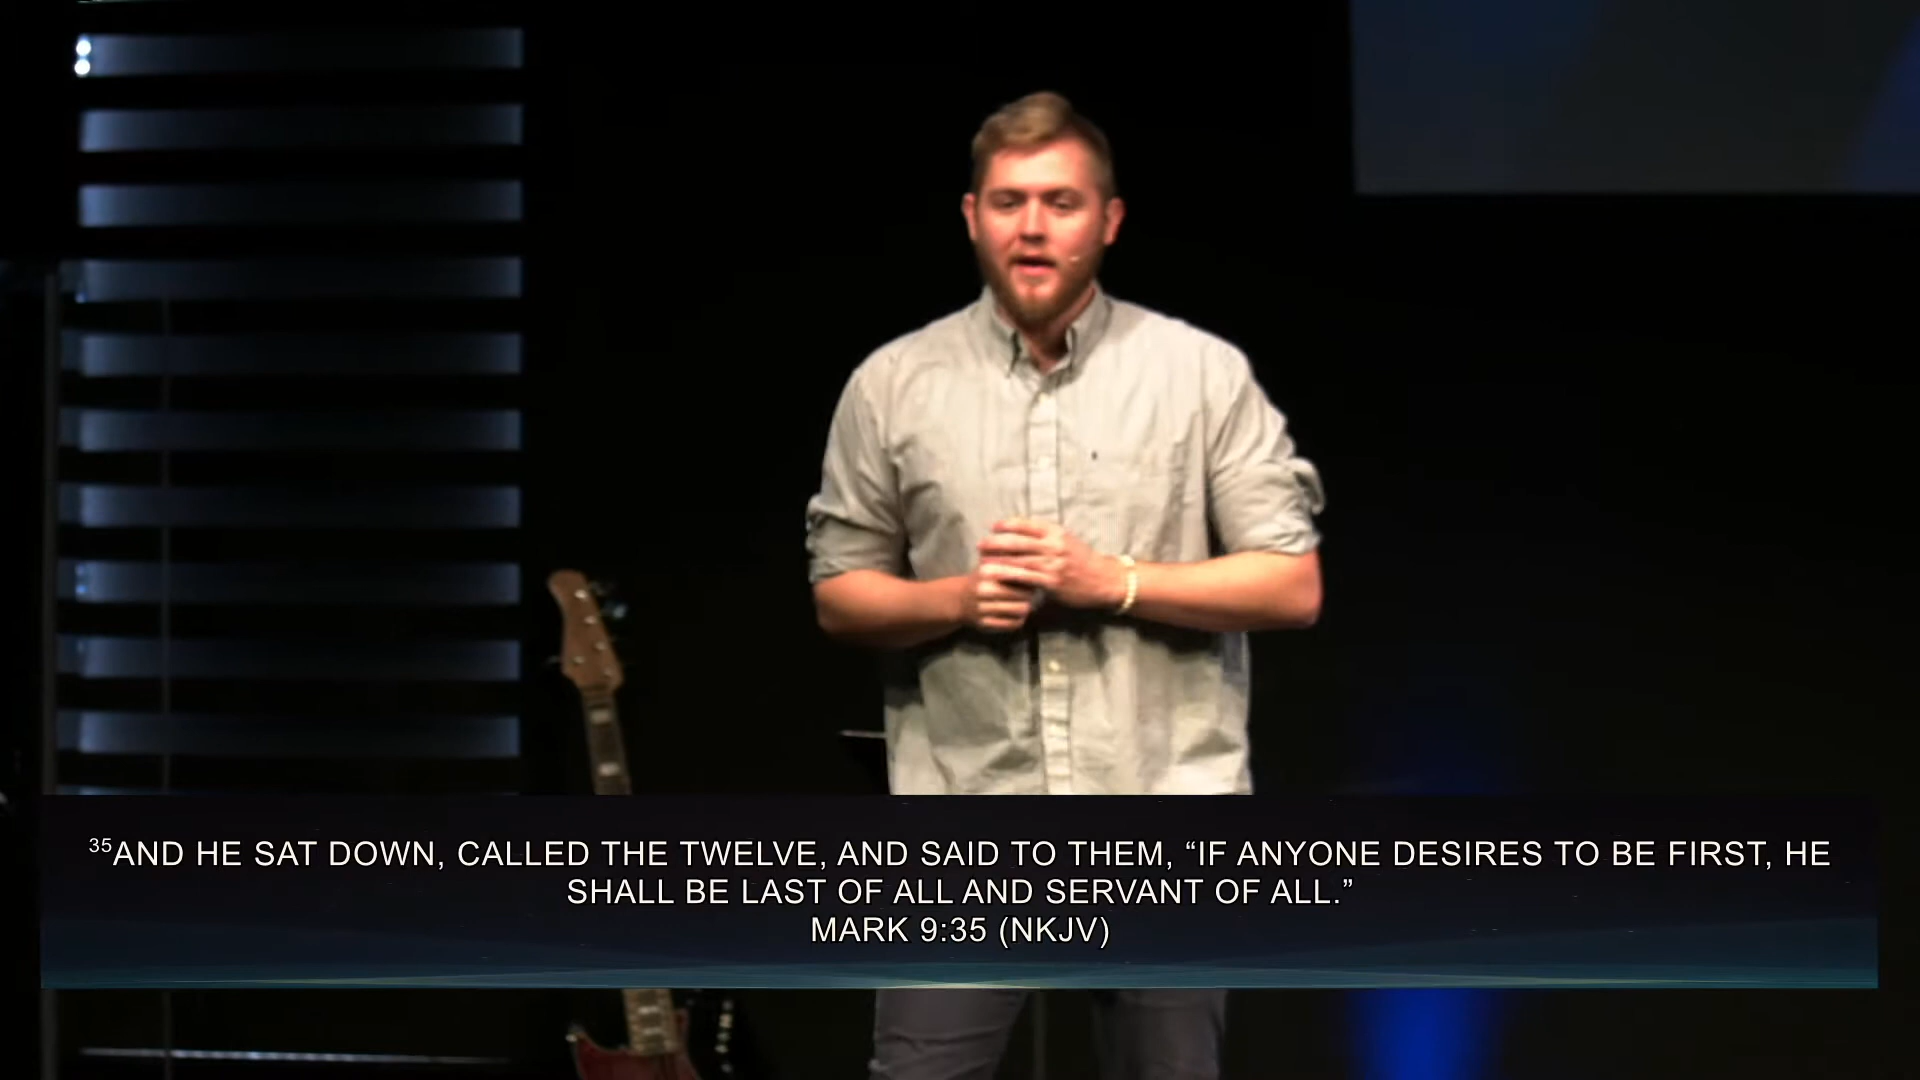 ³⁵AND HE SAT DOWN, CALLED THE TWELVE, AND SAID TO THEM, “IF ANYONE DESIRES TO BE FIRST, HE
SHALL BE LAST OF ALL AND SERVANT OF ALL.”
MARK 9:35 (NKJV)